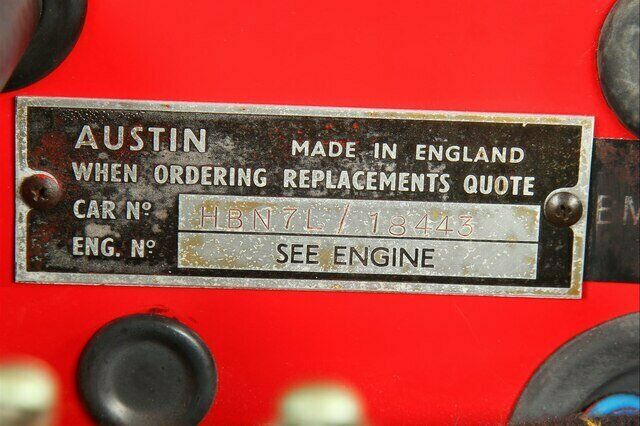 AUSTIN MADE IN ENGLAND
WHEN ORDERING REPLACEMENTS QUOTE
CAR Nº HBN7L/18443
ENG. Nº SEE ENGINE